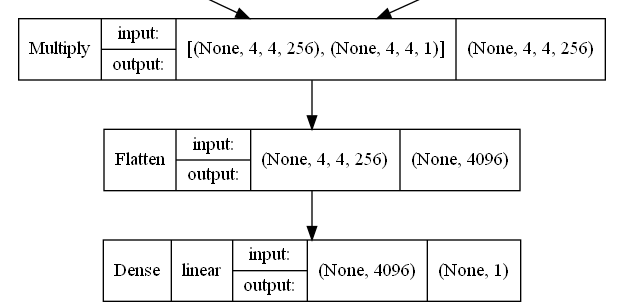 Multiply input: output: [(None, 4, 4, 256), (None, 4, 4, 1)] (None, 4, 4, 256)
Flatten input: output: (None, 4, 4, 256) (None, 4096)
Dense linear input: output: (None, 4096) (None, 1)